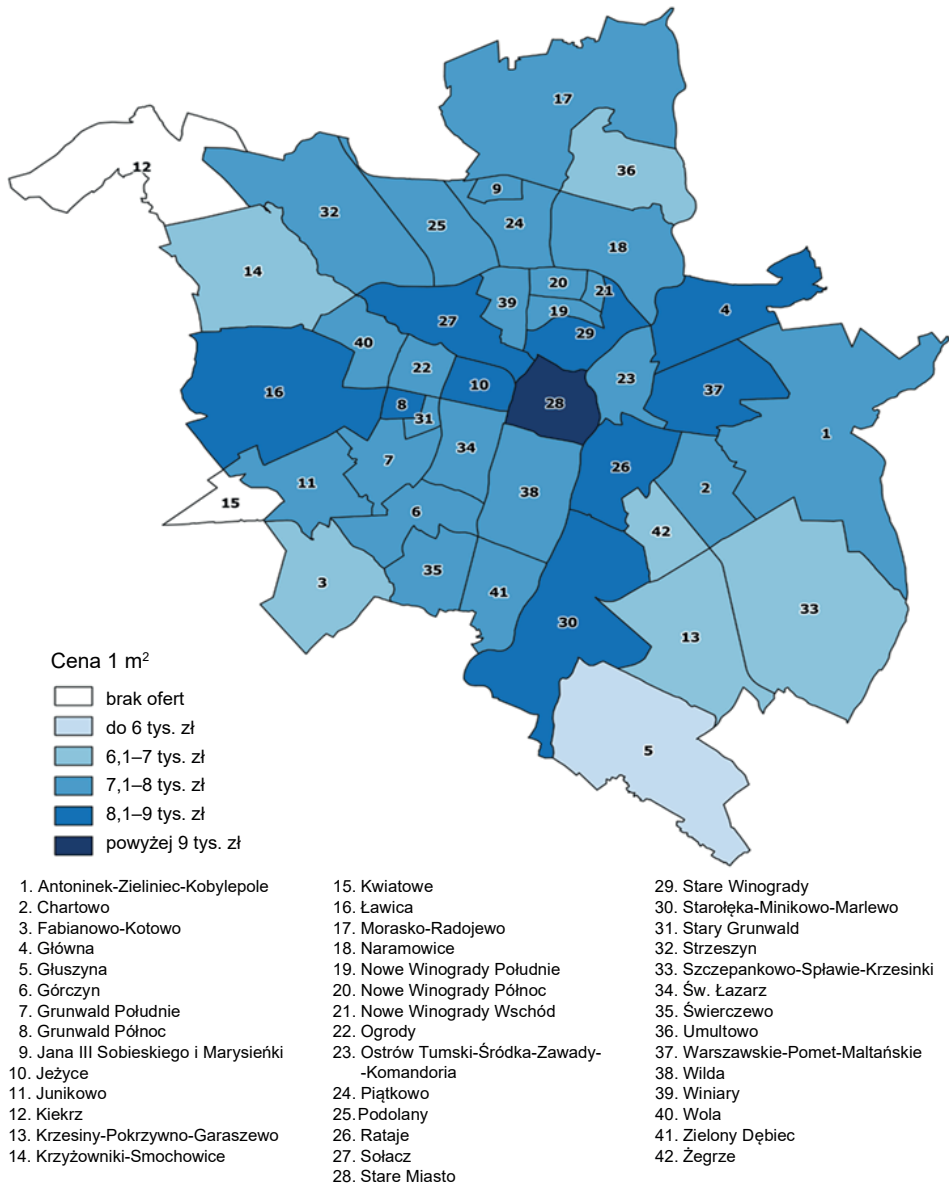 17
36
12
9
32
25
24
18
14
20
21
39
19
4
27
29
40
22
23
10
37
16
8
28
31
1
34
7
26
11
38
2
15
6
42
35
3
41
33
30
13
5
Cena 1 m²
brak ofert
do 6 tys. zł
6,1–7 tys. zł
7,1–8 tys. zł
8,1–9 tys. zł
powyżej 9 tys. zł
1. Antoninek-Zieliniec-Kobylepole
2. Chartowo
3. Fabianowo-Kotowo
4. Główna
5. Głuszyna
6. Górczyn
7. Grunwald Południe
8. Grunwald Północ
9. Jana III Sobieskiego i Marysieńki
10. Jeżyce
11. Junikowo
12. Kiekrz
13. Krzesiny-Pokrzywno-Garaszewo
14. Krzyżowniki-Smochowice
15. Kwiatowe
16. Ławica
17. Morasko-Radojewo
18. Naramowice
19. Nowe Winogrady Południe
20. Nowe Winogrady Północ
21. Nowe Winogrady Wschód
22. Ogrody
23. Ostrów Tumski-Śródka-Zawady-
-Komandoria
24. Piątkowo
25. Podolany
26. Rataje
27. Sołacz
28. Stare Miasto
29. Stare Winogrady
30. Starołęka-Minikowo-Marlewo
31. Stary Grunwald
32. Strzeszyn
33. Szczepankowo-Spławie-Krzesinki
34. Św. Łazarz
35. Świerczewo
36. Umultowo
37. Warszawskie-Pomet-Maltańskie
38. Wilda
39. Winiary
40. Wola
41. Zielony Dębiec
42. Żegrze